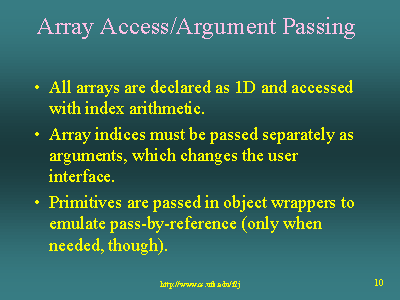 Array Access/Argument Passing
• All arrays are declared as 1D and accessed
with index arithmetic.
• Array indices must be passed separately as
arguments, which changes the user
interface.
• Primitives are passed in object wrappers to
emulate pass-by-reference (only when
needed, though).
http://www.cs.utk.edu/f2j
10